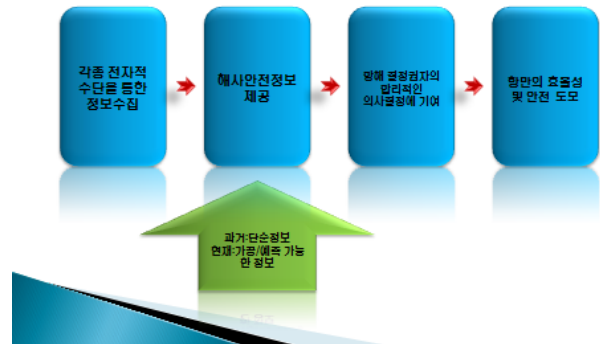 각종 전자적
수단을 통한
정보수집
해사안전정보
제공
항해 결정권자의
합리적인
의사결정에 기여
항만의 효율성
및 안전 도모
과거:단순정보
현재:가공/예측 가능
한 정보